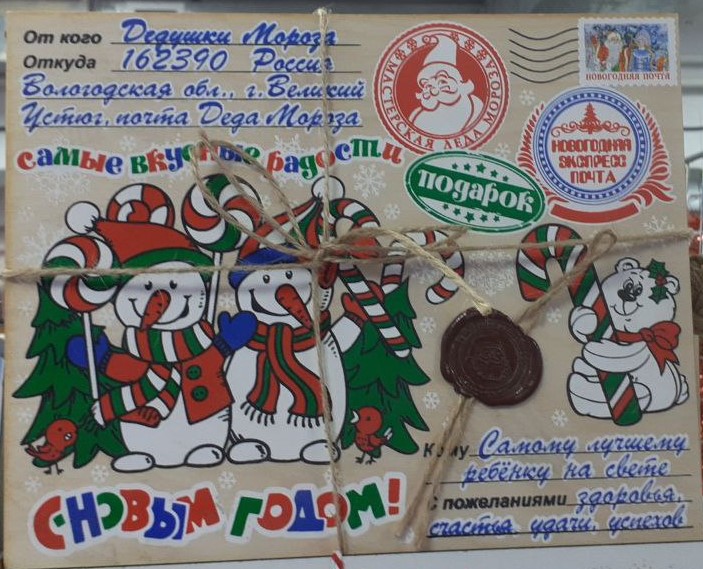 От кого Дедушки Мороза
Откуда 162390 Россия
Вологодская обл., г. Великий
Устюг, почта Деда Мороза
МАСТЕРСКАЯ ДЕДА МОРОЗА
НОВОГОДНЯЯ ПОЧТА
НОВОГОДНЯЯ
ЭКСПРЕСС
ПОЧТА
самые вкусные радости
ПОДАРОК
Кому Самому лучшему
ребёнку на свете
С пожеланиями здоровья,
счастья, удачи, успехов
С НОВЫМ ГОДОМ!